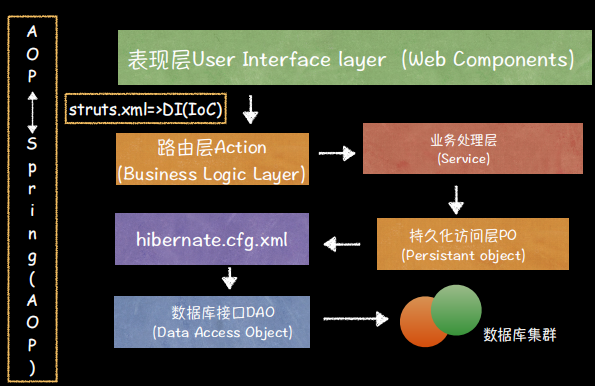 AOP
Spring(AOP)
表现层User Interface layer（Web Components）
struts.xml=>DI(IoC)
路由层Action
(Business Logic Layer)
业务处理层
(Service)
hibernate.cfg.xml
持久化访问层PO
(Persistant object)
数据库接口DAO
(Data Access Object)
数据库集群